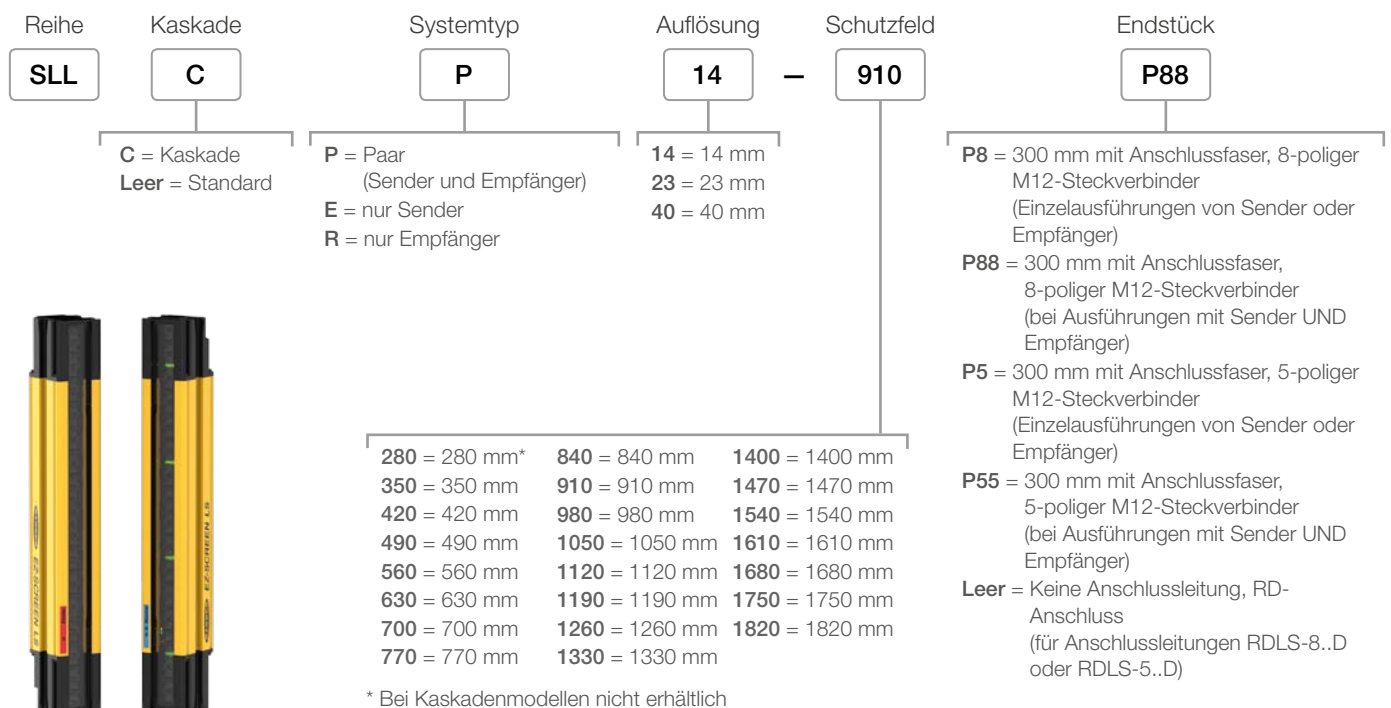 Reihe Kaskade Systemtyp Auflösung Schutzfeld Endstück
SLL C P 14 – 910 P88
C = Kaskade
Leer = Standard
P = Paar
(Sender und Empfänger)
E = nur Sender
R = nur Empfänger
14 = 14 mm
23 = 23 mm
40 = 40 mm
P8 = 300 mm mit Anschlussfaser, 8-poliger
M12-Steckverbinder
(Einzelausführungen von Sender oder
Empfänger)
P88 = 300 mm mit Anschlussfaser,
8-poliger M12-Steckverbinder
(bei Ausführungen mit Sender UND
Empfänger)
P5 = 300 mm mit Anschlussfaser, 5-poliger
M12-Steckverbinder
(Einzelausführungen von Sender oder
Empfänger)
P55 = 300 mm mit Anschlussfaser,
5-poliger M12-Steckverbinder
(bei Ausführungen mit Sender UND
Empfänger)
Leer = Keine Anschlussleitung, RD-
Anschluss
(für Anschlussleitungen RDLS-8..D
oder RDLS-5..D)
280 = 280 mm* 840 = 840 mm 1400 = 1400 mm
350 = 350 mm 910 = 910 mm 1470 = 1470 mm
420 = 420 mm 980 = 980 mm 1540 = 1540 mm
490 = 490 mm 1050 = 1050 mm 1610 = 1610 mm
560 = 560 mm 1120 = 1120 mm 1680 = 1680 mm
630 = 630 mm 1190 = 1190 mm 1750 = 1750 mm
700 = 700 mm 1260 = 1260 mm 1820 = 1820 mm
770 = 770 mm 1330 = 1330 mm
* Bei Kaskadenmodellen nicht erhältlich
EZ-SCREEN LS
EZ-SCREEN LS